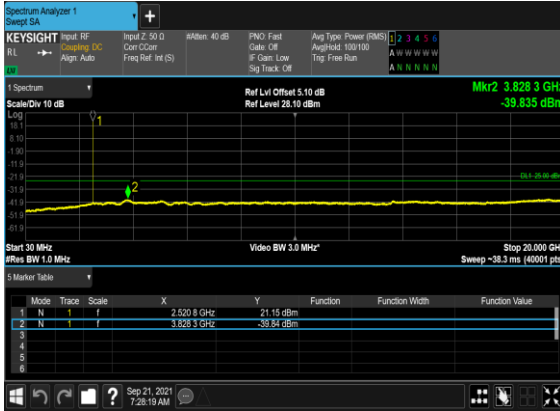 Spectrum Analyzer 1
Swept SA
+
KEYSIGHT Input: RF Input Z: 50 Ω #Atten: 40 dB PNO: Fast Avg Type: Power (RMS) 1 2 3 4 5 6
RL Coupling: DC Corr CCorr Gate: Off Avg|Hold: 100/100 A W W W W W
Align: Auto Freq Ref: Int (S) IF Gain: Low Trig: Free Run A N N N N N
Sig Track: Off
1 Spectrum Ref Lvl Offset 5.10 dB Mkr2 3.828 3 GHz
Scale/Div 10 dB Ref Level 28.10 dBm -39.835 dBm
Log
18.1
8.10
-1.90
-11.9
-21.9
-31.9
-41.9
-51.9
-61.9
1
2
DL1 -25.00 dBm
Start 30 MHz Video BW 3.0 MHz* Stop 20.000 GH
#Res BW 1.0 MHz Sweep ~38.3 ms (40001 pts
5 Marker Table
Mode Trace Scale X Y Function Function Width Function Value
1 N 1 f 2.520 8 GHz 21.15 dBm
2 N 1 f 3.828 3 GHz -39.84 dBm
3
4
5
6
? Sep 21, 2021
7:28:19 AM